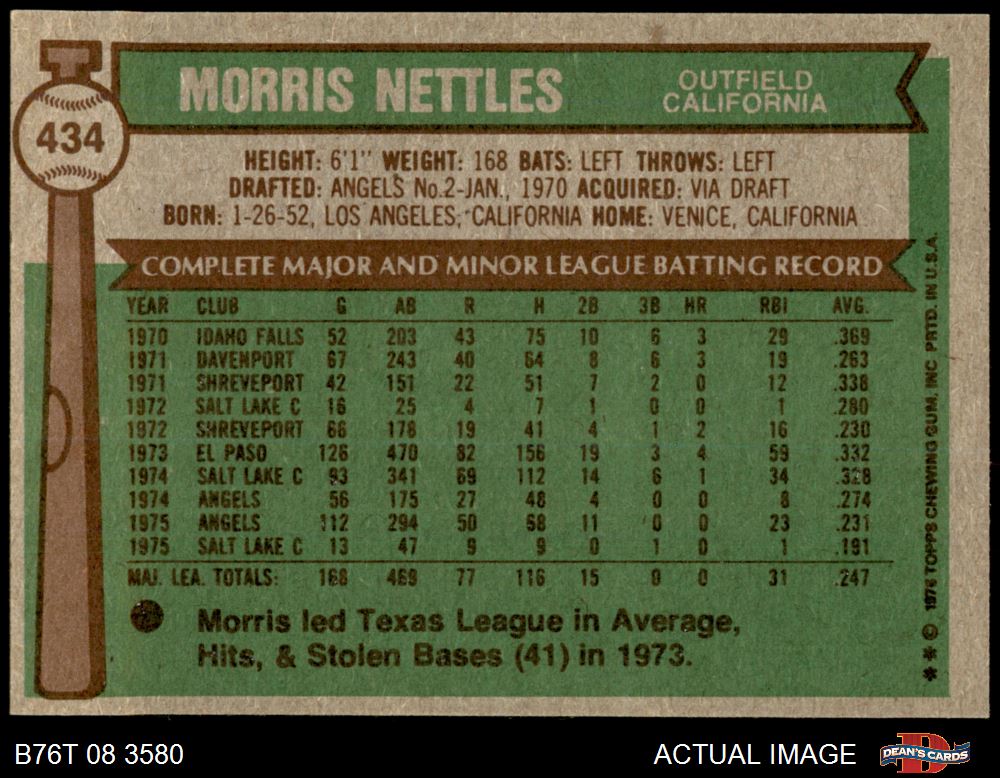 434
MORRIS NETTLES
OUTFIELD
CALIFORNIA
HEIGHT: 6'1" WEIGHT: 168 BATS: LEFT THROWS: LEFT
DRAFTED: ANGELS No.2-JAN., 1970 ACQUIRED: VIA DRAFT
BORN: 1-26-52, LOS ANGELES, CALIFORNIA HOME: VENICE, CALIFORNIA
COMPLETE MAJOR AND MINOR LEAGUE BATTING RECORD
YEAR CLUB G AB R H 2B 3B HR RBI AVG.
1970 IDAHO FALLS 52 203 43 75 10 6 3 29 .369
1971 DAVENPORT 67 243 40 64 8 6 3 19 .263
1971 SHREVEPORT 42 151 22 51 7 2 0 12 .338
1972 SALT LAKE C 16 25 4 7 1 0 0 1 .280
1972 SHREVEPORT 66 178 19 41 4 1 2 16 .230
1973 EL PASO 126 470 82 156 19 3 4 59 .332
1974 SALT LAKE C 93 341 69 112 14 6 1 34 .328
1974 ANGELS 56 175 27 48 4 0 0 8 .274
1975 ANGELS 112 294 50 68 11 0 0 23 .231
1975 SALT LAKE C 13 47 9 9 0 1 0 1 .191
MAJ. LEA. TOTALS: 168 469 77 116 15 0 0 31 .247
Morris led Texas League in Average,
Hits, & Stolen Bases (41) in 1973.
** © 1976 TOPPS CHEWING GUM, INC PRTD. IN U.S.A.
B76T 08 3580
ACTUAL IMAGE
DEAN'S CARDS